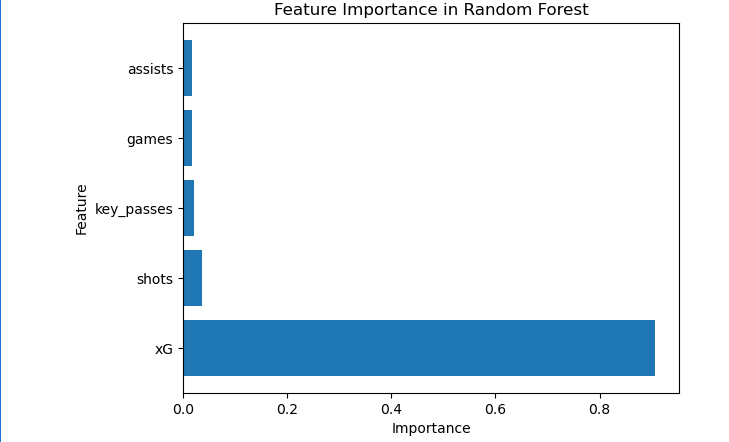 Feature Importance in Random Forest
assists
games
key_passes
shots
xG
Feature
0.0 0.2 0.4 0.6 0.8
Importance